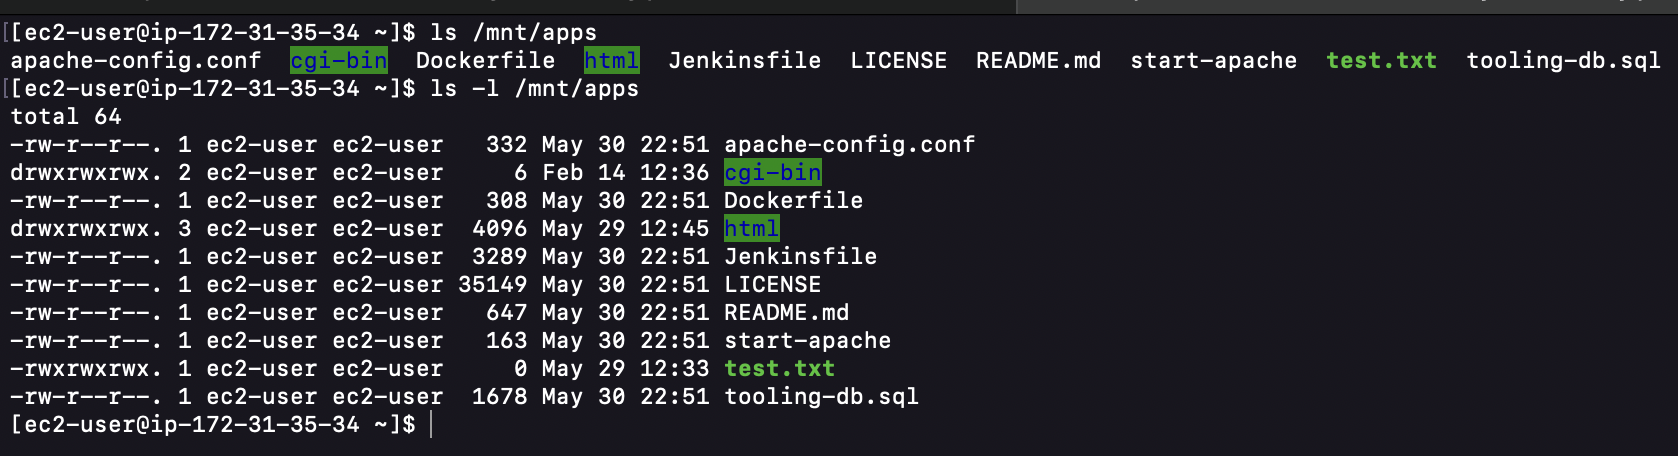 [[ec2-user@ip-172-31-35-34 ~]$ ls /mnt/apps
apache-config.conf  cgi-bin  Dockerfile  html  Jenkinsfile  LICENSE  README.md  start-apache  test.txt  tooling-db.sql
[[ec2-user@ip-172-31-35-34 ~]$ ls -l /mnt/apps
total 64
-rw-r--r--. 1 ec2-user ec2-user   332 May 30 22:51 apache-config.conf
drwxrwxrwx. 2 ec2-user ec2-user     6 Feb 14 12:36 cgi-bin
-rw-r--r--. 1 ec2-user ec2-user   308 May 30 22:51 Dockerfile
drwxrwxrwx. 3 ec2-user ec2-user  4096 May 29 12:45 html
-rw-r--r--. 1 ec2-user ec2-user  3289 May 30 22:51 Jenkinsfile
-rw-r--r--. 1 ec2-user ec2-user 35149 May 30 22:51 LICENSE
-rw-r--r--. 1 ec2-user ec2-user   647 May 30 22:51 README.md
-rw-r--r--. 1 ec2-user ec2-user   163 May 30 22:51 start-apache
-rwxrwxrwx. 1 ec2-user ec2-user     0 May 29 12:33 test.txt
-rw-r--r--. 1 ec2-user ec2-user  1678 May 30 22:51 tooling-db.sql
[ec2-user@ip-172-31-35-34 ~]$